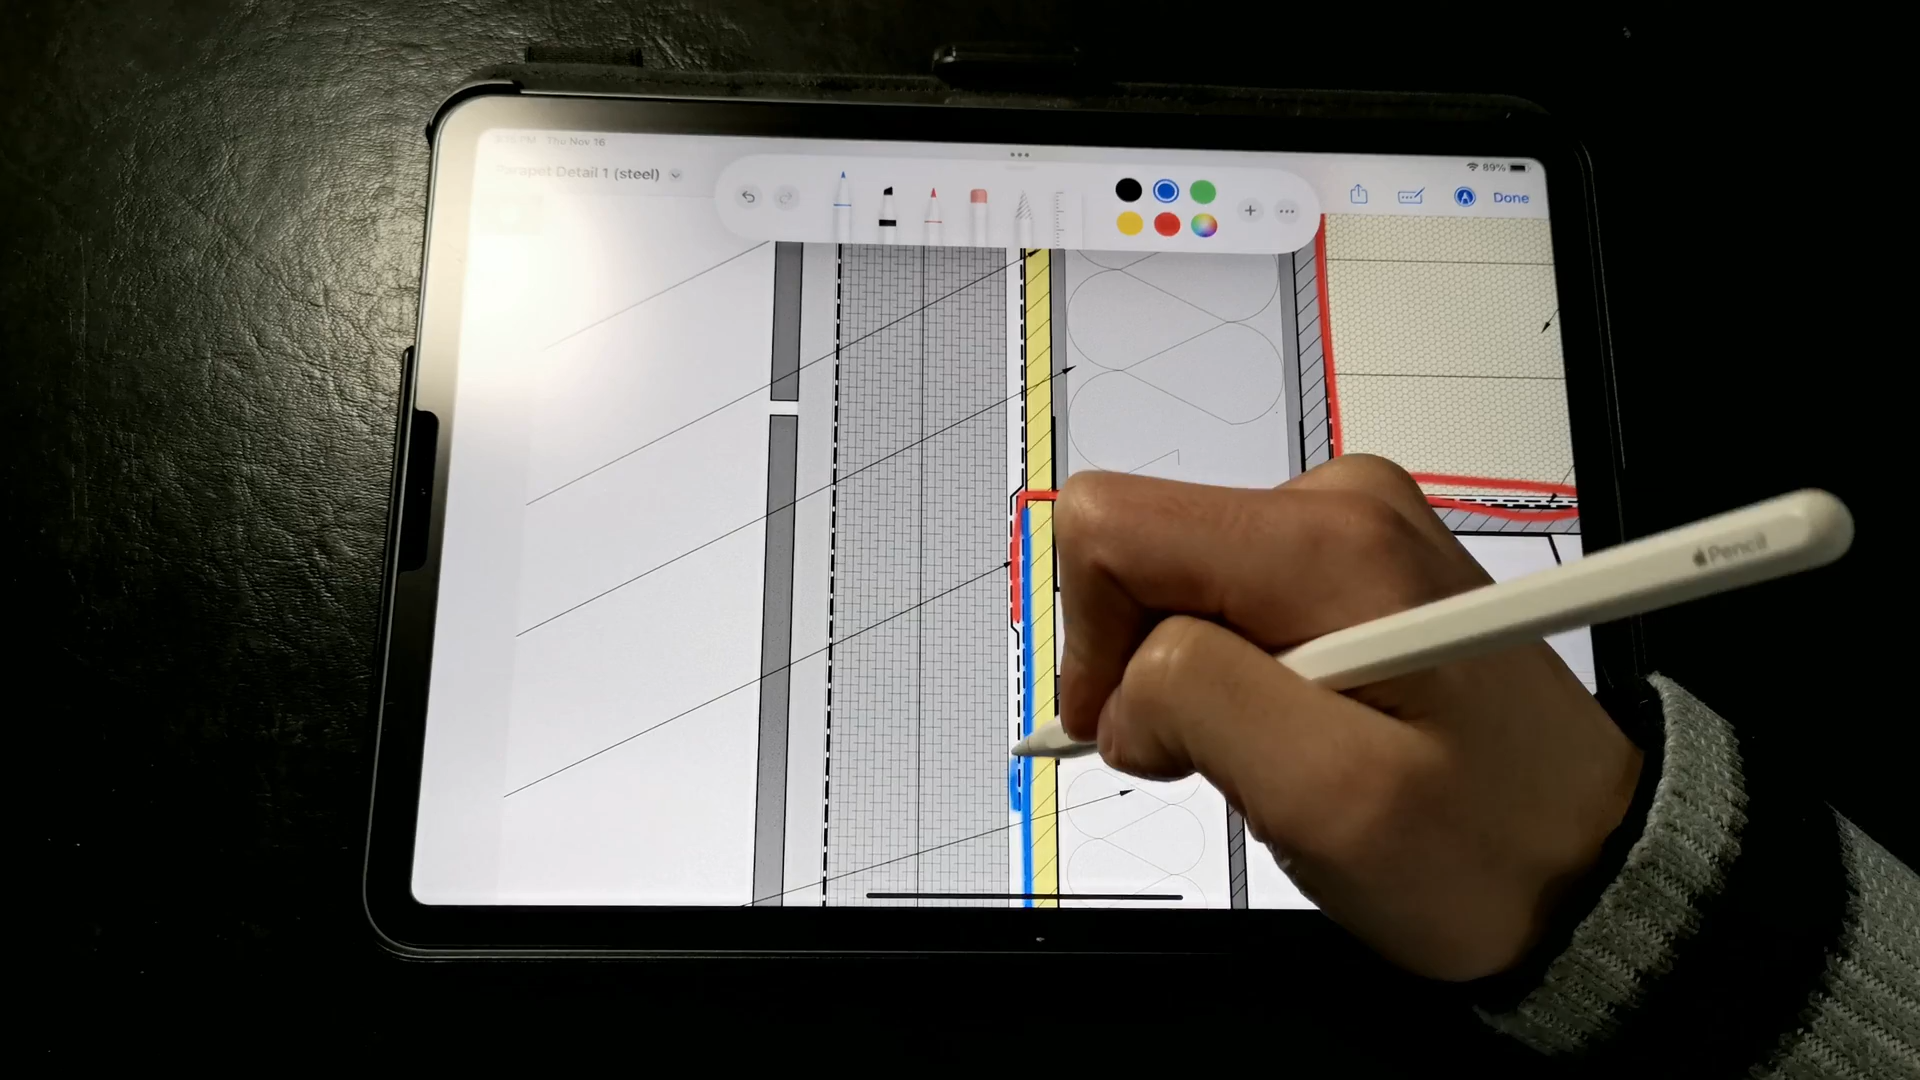 Thu Nov 16
89%
Parapet Detail 1 (steel)
Done
Pencil